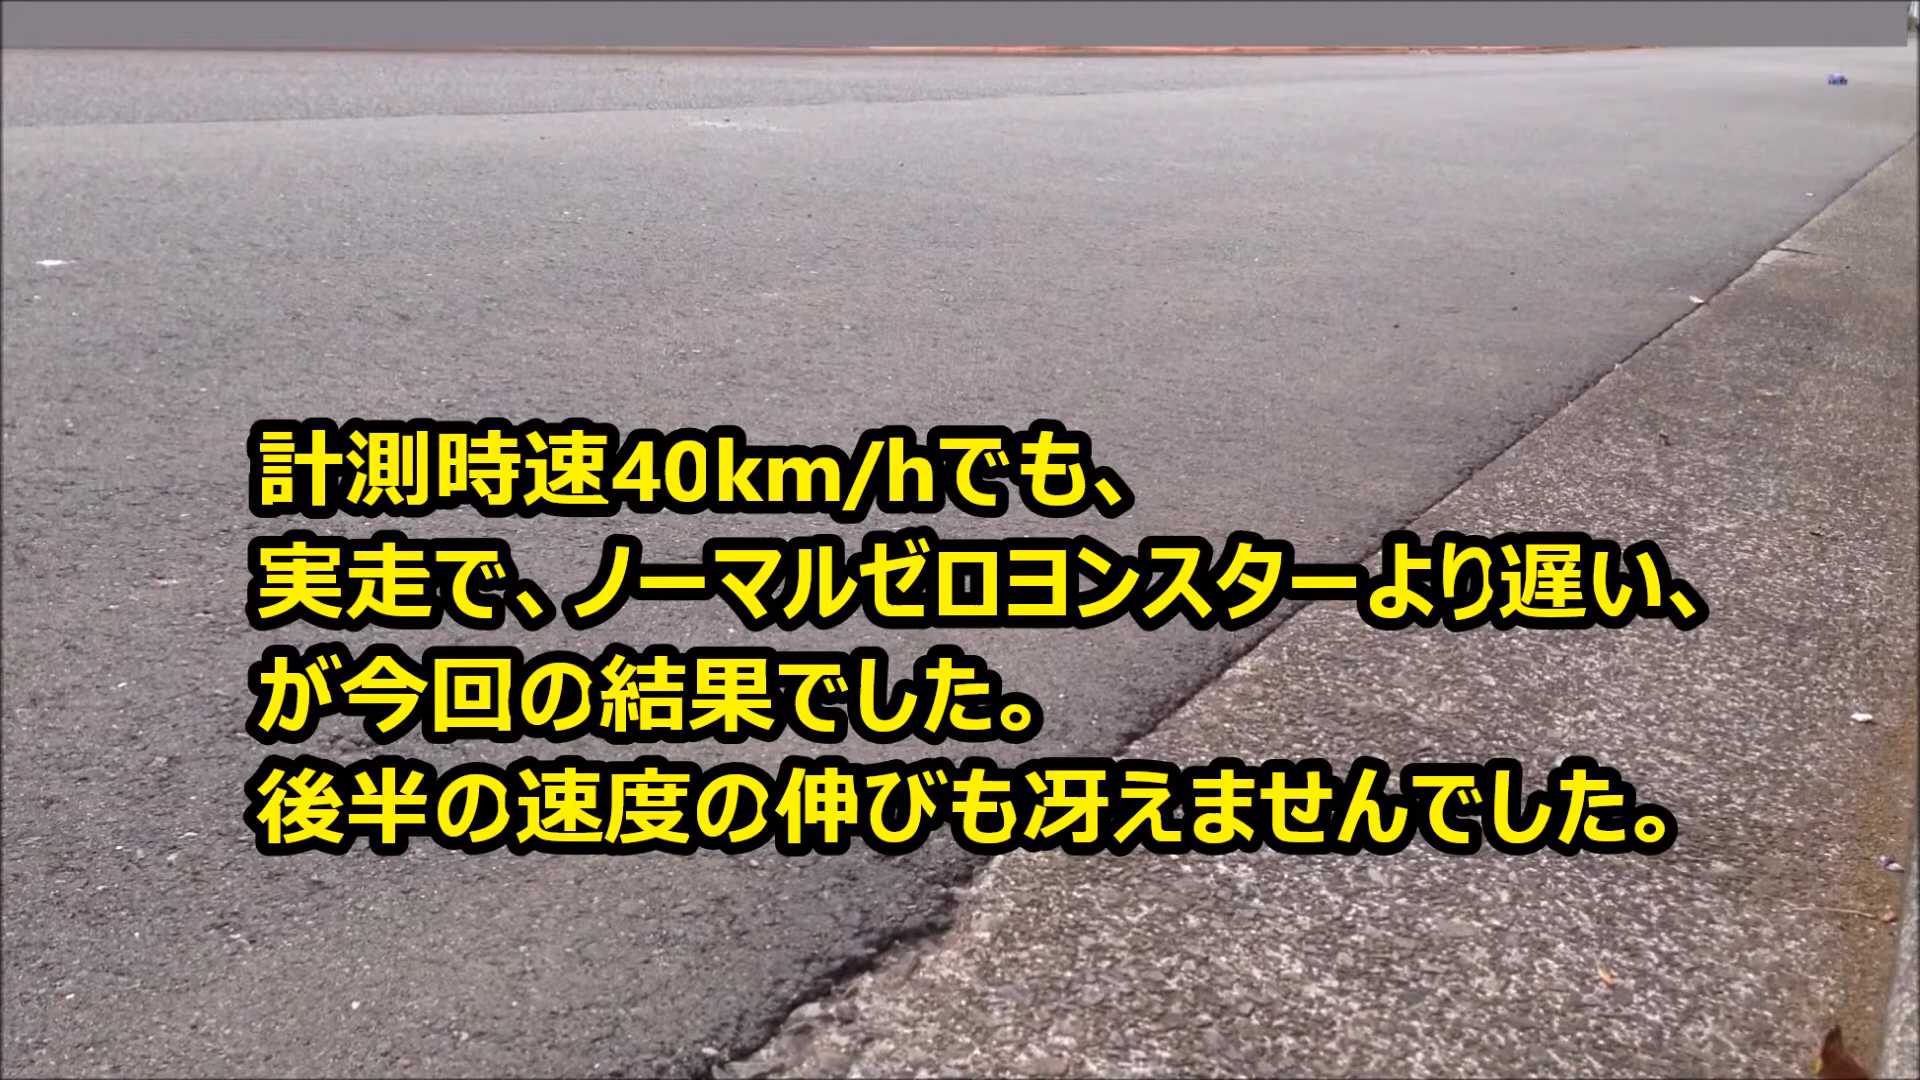 計測時速40km/hでも、
実走で、ノーマルゼロヨンスターより遅い、
が今回の結果でした。
後半の速度の伸びも冴えませんでした。